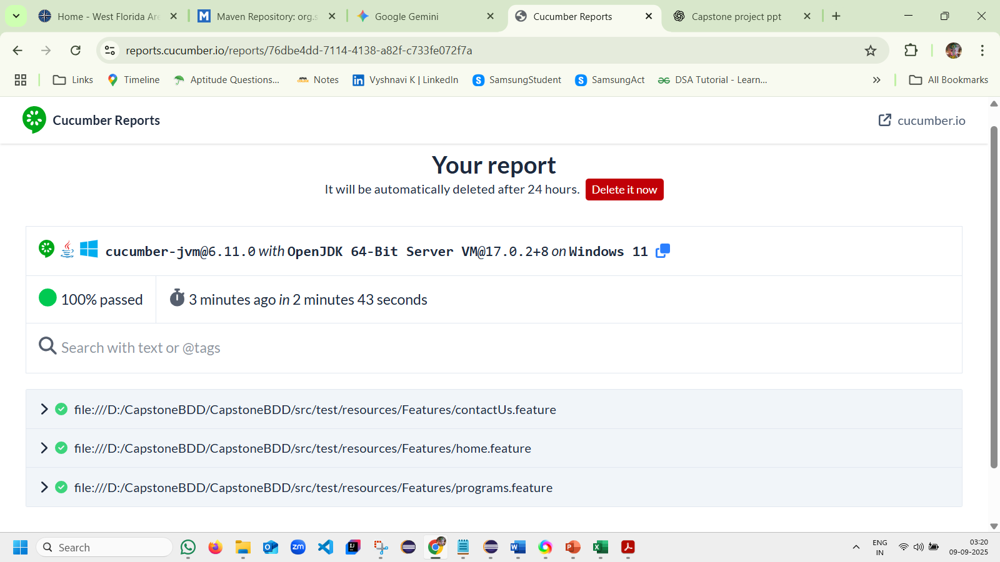 Home - West Florida Are
Maven Repository: org.s
Google Gemini
Cucumber Reports
Capstone project ppt
reports.cucumber.io/reports/76dbe4dd-7114-4138-a82f-c733fe072f7a
Links
Timeline
Aptitude Questions...
Notes
Vyshnavi K | LinkedIn
SamsungStudent
SamsungAct
DSA Tutorial - Learn...
All Bookmarks
Cucumber Reports
cucumber.io
Your report
It will be automatically deleted after 24 hours. Delete it now
cucumber-jvm@6.11.0 with OpenJDK 64-Bit Server VM@17.0.2+8 on Windows 11
100% passed
3 minutes ago in 2 minutes 43 seconds
Search with text or @tags
file:///D:/CapstoneBDD/CapstoneBDD/src/test/resources/Features/contactUs.feature
file:///D:/CapstoneBDD/CapstoneBDD/src/test/resources/Features/home.feature
file:///D:/CapstoneBDD/CapstoneBDD/src/test/resources/Features/programs.feature
Search
ENG
IN
03:20
09-09-2025